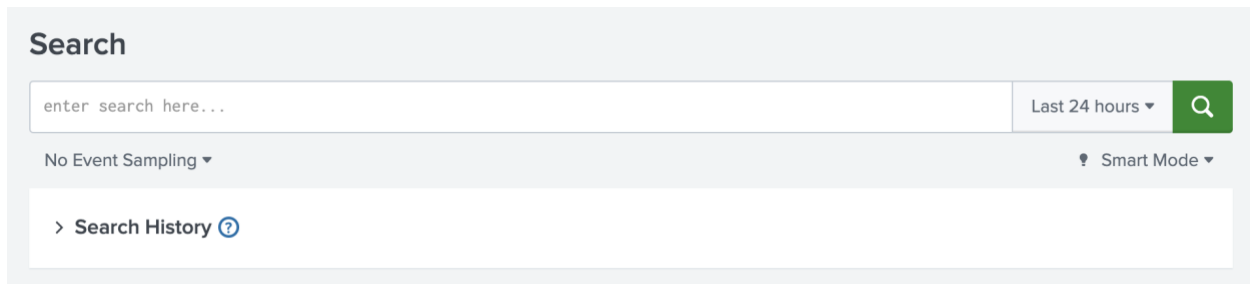 Search
enter search here...
Last 24 hours
No Event Sampling
Smart Mode
Search History ?